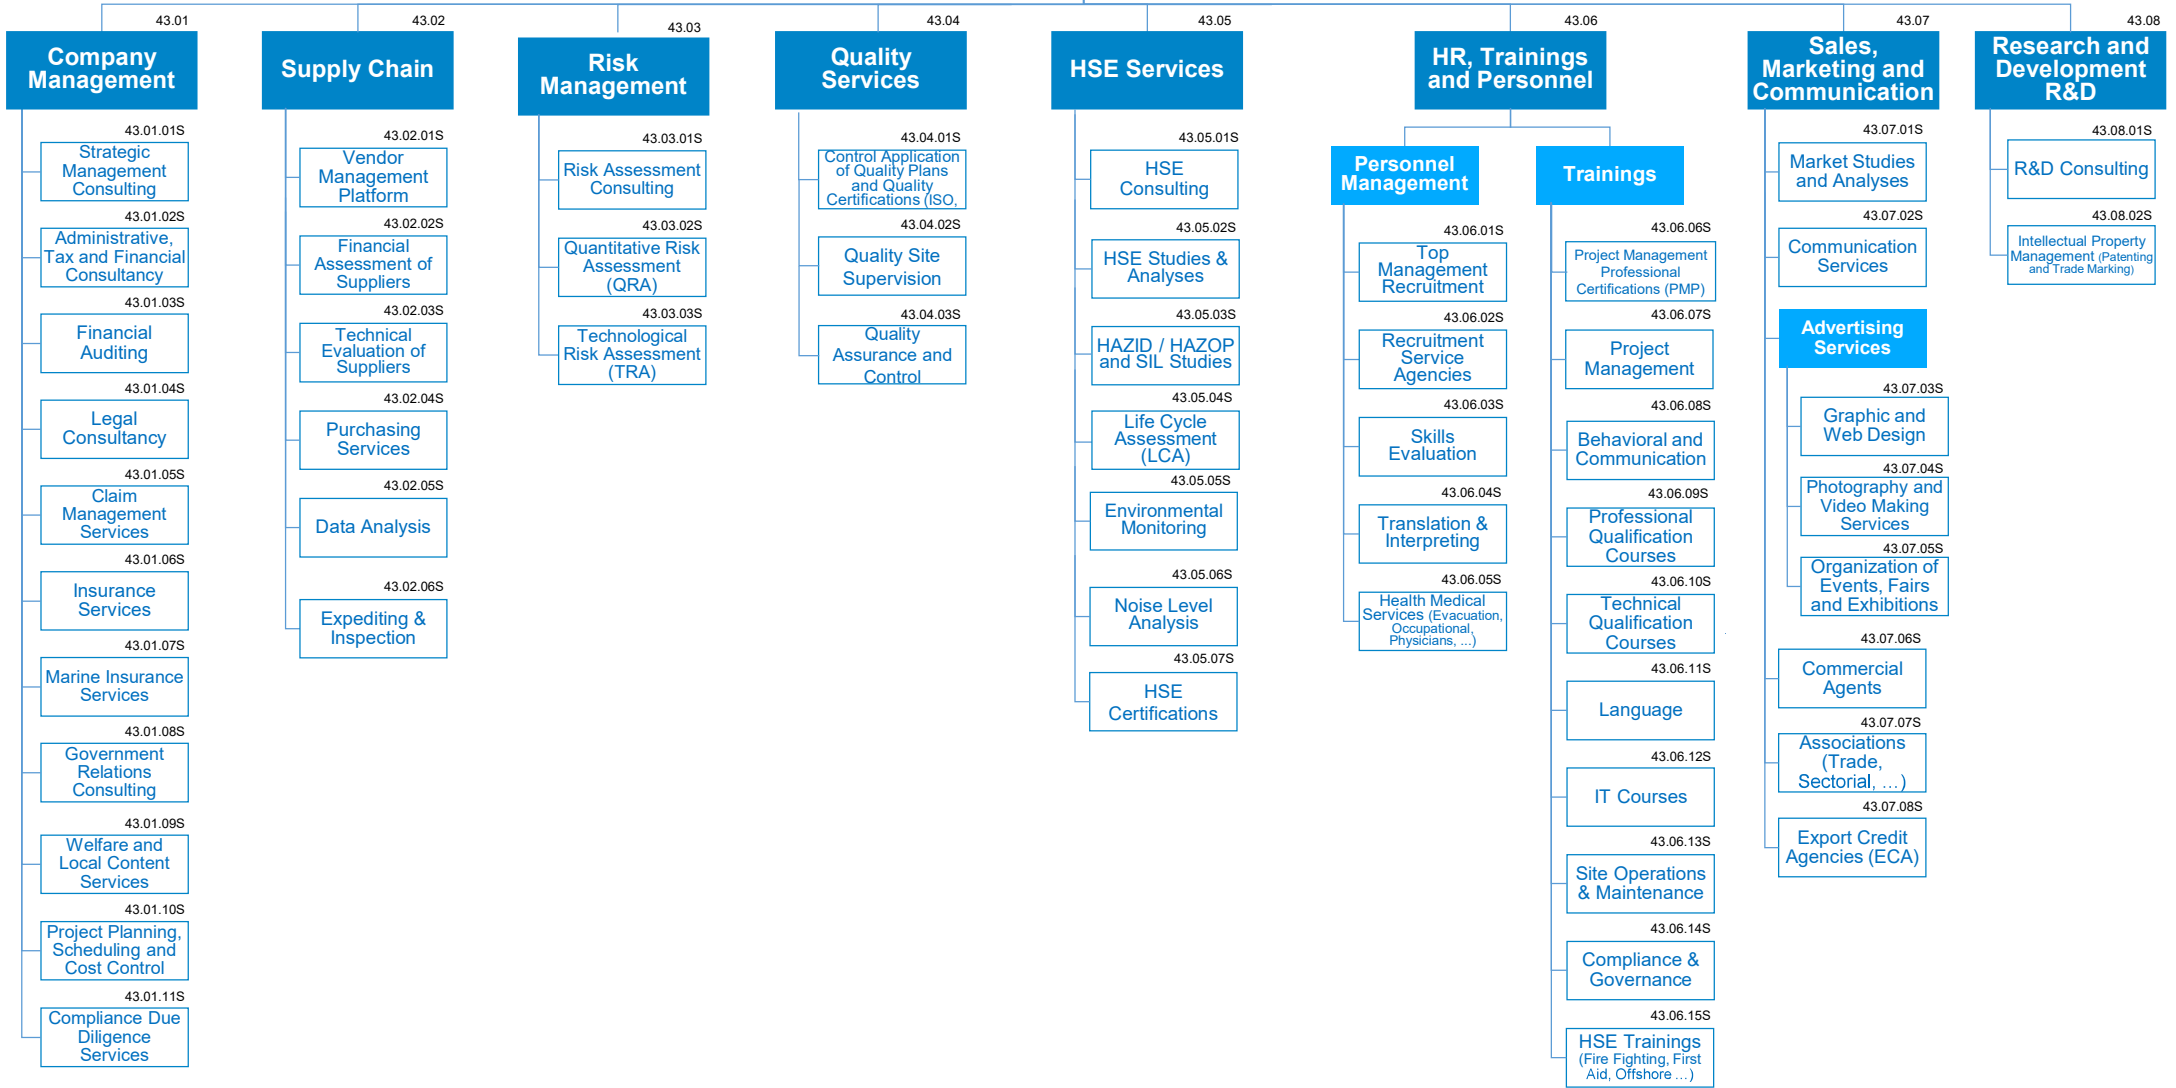 43.01
Company
Management
43.01.01S
Strategic
Management
Consulting
43.01.02S
Administrative,
Tax and Financial
Consultancy
43.01.03S
Financial
Auditing
43.01.04S
Legal
Consultancy
43.01.05S
Claim
Management
Services
43.01.06S
Insurance
Services
43.01.07S
Marine Insurance
Services
43.01.08S
Government
Relations
Consulting
43.01.09S
Welfare and
Local Content
Services
43.01.10S
Project Planning,
Scheduling and
Cost Control
43.01.11S
Compliance Due
Diligence
Services
43.02
Supply Chain
43.02.01S
Vendor
Management
Platform
43.02.02S
Financial
Assessment of
Suppliers
43.02.03S
Technical
Evaluation of
Suppliers
43.02.04S
Purchasing
Services
43.02.05S
Data Analysis
43.02.06S
Expediting &
Inspection
43.03
Risk
Management
43.03.01S
Risk Assessment
Consulting
43.03.02S
Quantitative Risk
Assessment
(QRA)
43.03.03S
Technological
Risk Assessment
(TRA)
43.04
Quality
Services
43.04.01S
Control Application
of Quality Plans
and Quality
Certifications (ISO,
43.04.02S
Quality Site
Supervision
43.04.03S
Quality
Assurance and
Control
43.05
HSE Services
43.05.01S
HSE
Consulting
43.05.02S
HSE Studies &
Analyses
43.05.03S
HAZID / HAZOP
and SIL Studies
43.05.04S
Life Cycle
Assessment
(LCA)
43.05.05S
Environmental
Monitoring
43.05.06S
Noise Level
Analysis
43.05.07S
HSE
Certifications
43.06
HR, Trainings
and Personnel
Personnel
Management
43.06.01S
Top
Management
Recruitment
43.06.02S
Recruitment
Service
Agencies
43.06.03S
Skills
Evaluation
43.06.04S
Translation &
Interpreting
43.06.05S
Health Medical
Services (Evacuation,
Occupational,
Physicians, ...)
Trainings
43.06.06S
Project Management
Professional
Certifications (PMP)
43.06.07S
Project
Management
43.06.08S
Behavioral and
Communication
43.06.09S
Professional
Qualification
Courses
43.06.10S
Technical
Qualification
Courses
43.06.11S
Language
43.06.12S
IT Courses
43.06.13S
Site Operations
& Maintenance
43.06.14S
Compliance &
Governance
43.06.15S
HSE Trainings
(Fire Fighting, First
Aid, Offshore ...)
43.07
Sales,
Marketing and
Communication
43.07.01S
Market Studies
and Analyses
43.07.02S
Communication
Services
Advertising
Services
43.07.03S
Graphic and
Web Design
43.07.04S
Photography and
Video Making
Services
43.07.05S
Organization of
Events, Fairs
and Exhibitions
43.07.06S
Commercial
Agents
43.07.07S
Associations
(Trade,
Sectorial, ...)
43.07.08S
Export Credit
Agencies (ECA)
43.08
Research and
Development
R&D
43.08.01S
R&D Consulting
43.08.02S
Intellectual Property
Management (Patenting
and Trade Marking)